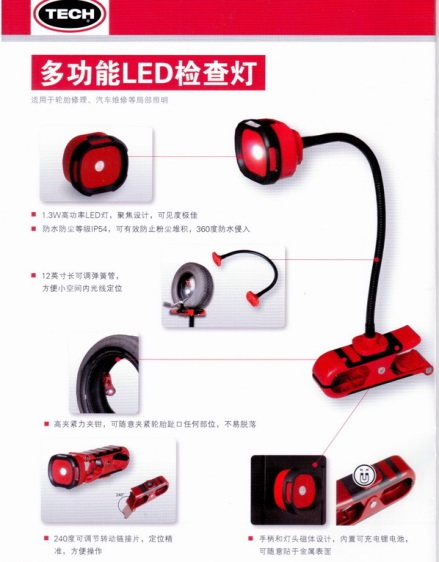 TECH
多功能LED检查灯
适用于轮胎修理、汽车维修等局部照明
1.3W高功率LED灯，聚焦设计，可见度极佳
防水防尘等级IP54，可有效防止粉尘堆积，360度防水侵入
12英寸长可调弹簧管，
方便小空间内光线定位
高夹紧力夹钳，可随意夹紧轮胎趾口任何部位，不易脱落
240°
240度可调节转动链接片，定位精
准，方便操作
手柄和灯头磁体设计，内置可充电锂电池，
可随意贴于金属表面